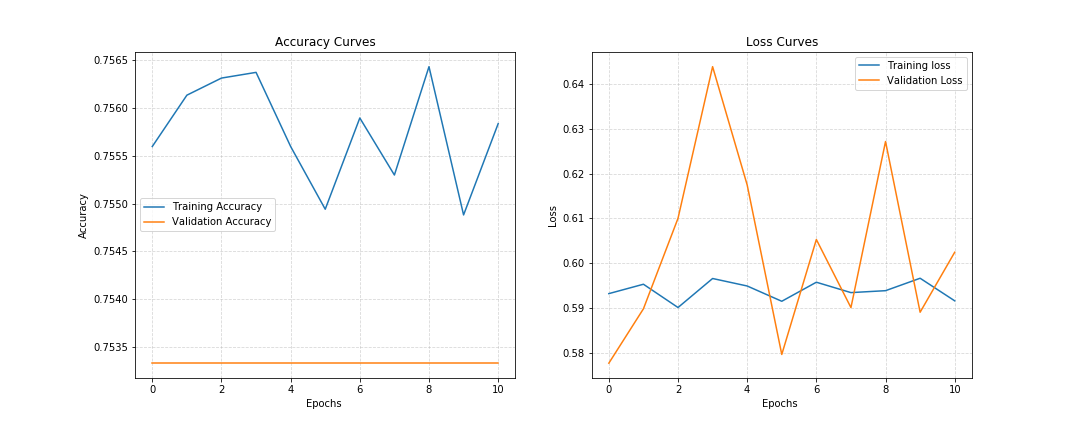 Accuracy Curves
Accuracy
0.7565
0.7560
0.7555
0.7550
0.7545
0.7540
0.7535
Training Accuracy
Validation Accuracy
0 2 4 6 8 10
Epochs
Loss Curves
Loss
0.64
0.63
0.62
0.61
0.60
0.59
0.58
Training loss
Validation Loss
0 2 4 6 8 10
Epochs